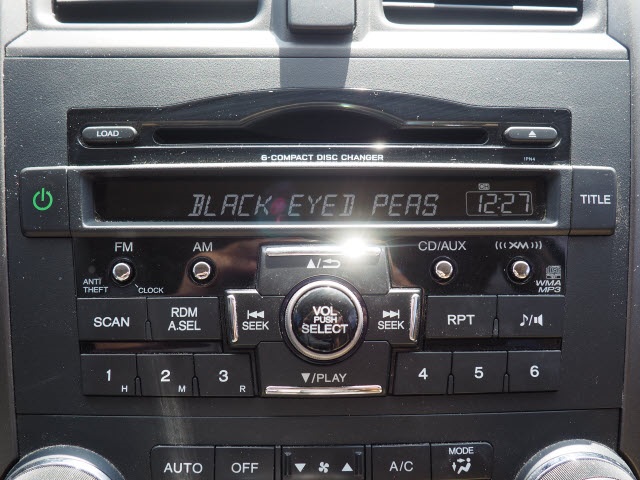 LOAD
6-COMPACT DISC CHANGER
1FN4
BLACK EYED PEAS 12:27
TITLE
FM AM CD/AUX (((XM)))
ANTI THEFT CLOCK
WMA
MP3
VOL
PUSH
SELECT
SCAN
RDM
A.SEL
SEEK
SEEK
RPT
1 H 2 M 3 R
▼/PLAY
4 5 6
AUTO OFF A/C MODE